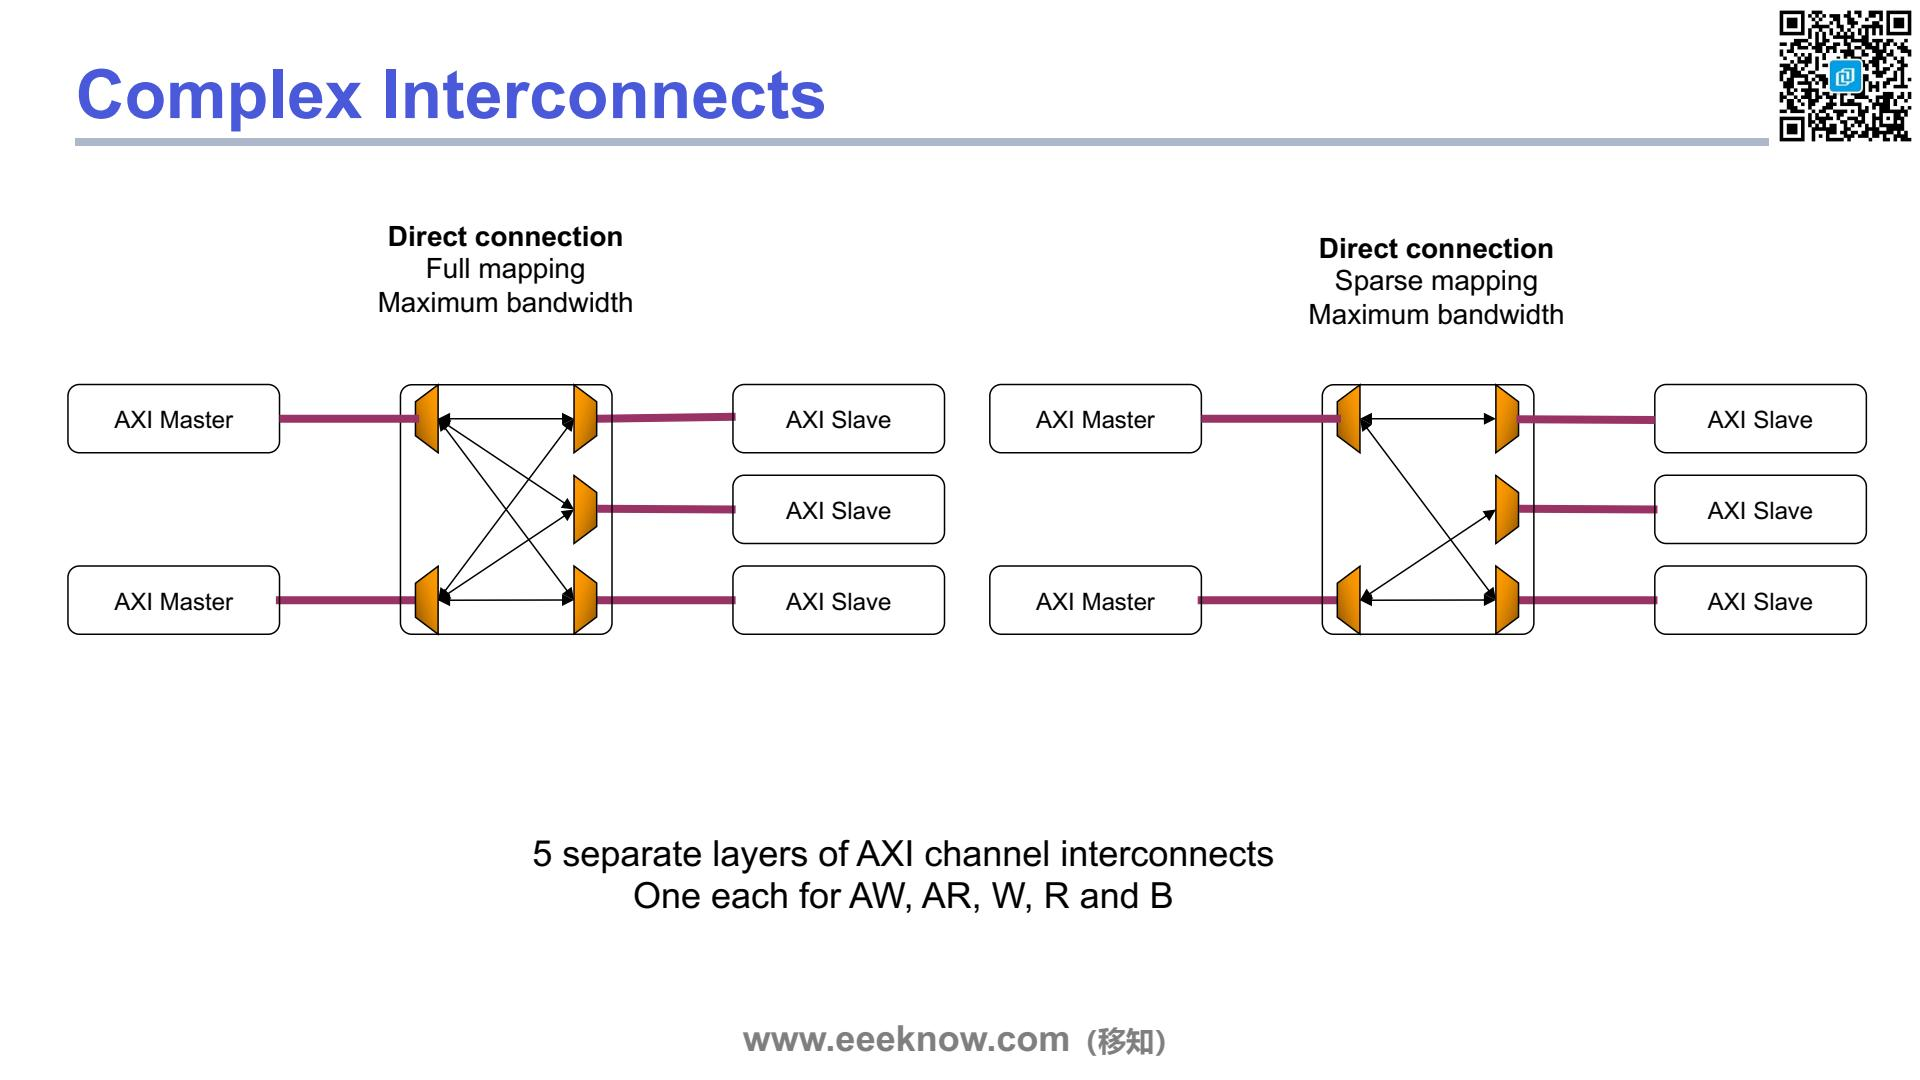 Complex Interconnects
Direct connection
Full mapping
Maximum bandwidth
Direct connection
Sparse mapping
Maximum bandwidth
AXI Master
AXI Slave
AXI Master
AXI Slave
AXI Slave
AXI Slave
AXI Master
AXI Slave
AXI Master
AXI Slave
5 separate layers of AXI channel interconnects
One each for AW, AR, W, R and B
www.eeeknow.com (移知)